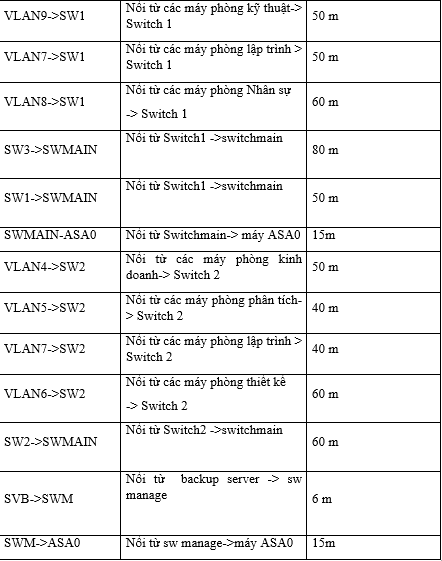 VLAN9->SW1
Nối từ các máy phòng kỹ thuật->
Switch 1
50 m
VLAN7->SW1
Nối từ các máy phòng lập trình >
Switch 1
50 m
VLAN8->SW1
Nối từ các máy phòng Nhân sự
-> Switch 1
60 m
SW3->SWMAIN
Nối từ Switch1 ->switchmain
80 m
SW1->SWMAIN
Nối từ Switch1 ->switchmain
50 m
SWMAIN-ASA0
Nối từ Switchmain-> máy ASA0
15m
VLAN4->SW2
Nối từ các máy phòng kinh
doanh-> Switch 2
50 m
VLAN5->SW2
Nối từ các máy phòng phân tích-
> Switch 2
40 m
VLAN7->SW2
Nối từ các máy phòng lập trình >
Switch 2
40 m
VLAN6->SW2
Nối từ các máy phòng thiết kế
-> Switch 2
60 m
SW2->SWMAIN
Nối từ Switch2 ->switchmain
60 m
SVB->SWM
Nối từ backup server -> sw
manage
6 m
SWM->ASA0
Nối từ sw manage->máy ASA0
15m